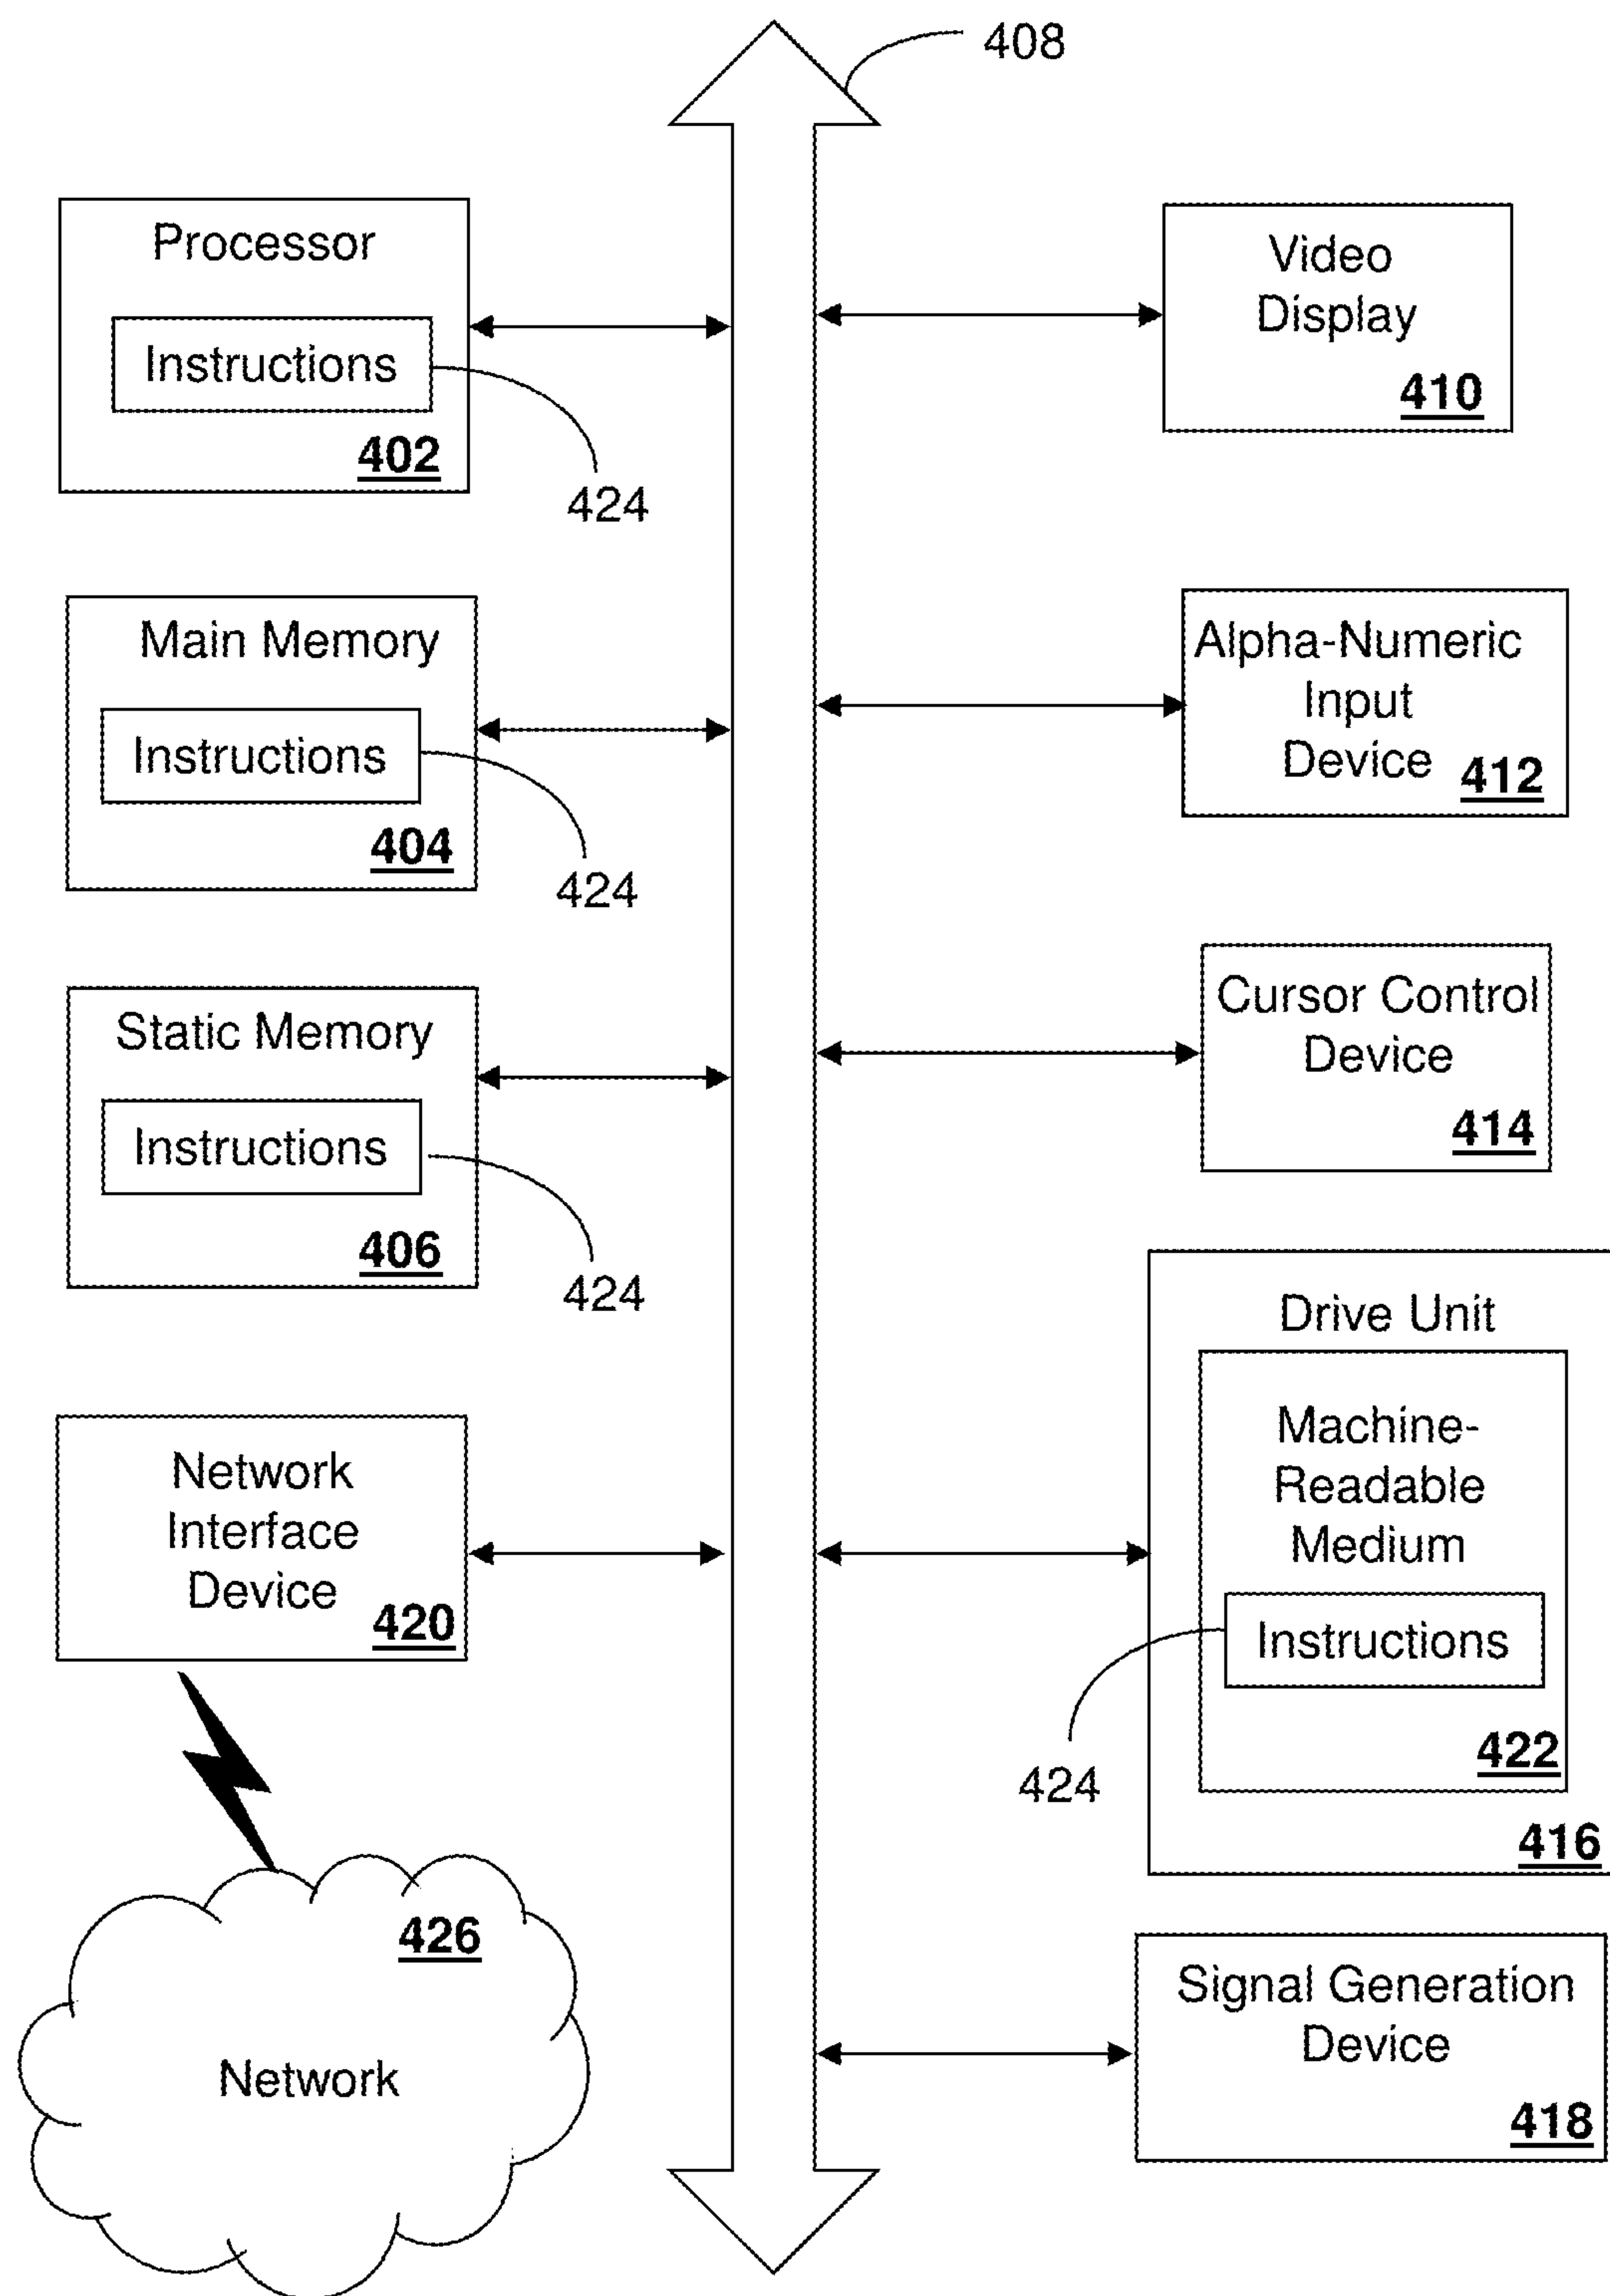 408
Processor
Instructions
402
424
Main Memory
Instructions
404
424
Static Memory
Instructions
406
424
Network
Interface
Device
420
426
Network
Video
Display
410
Alpha-Numeric
Input
Device
412
Cursor Control
Device
414
Drive Unit
Machine-
Readable
Medium
Instructions
424
422
416
Signal Generation
Device
418